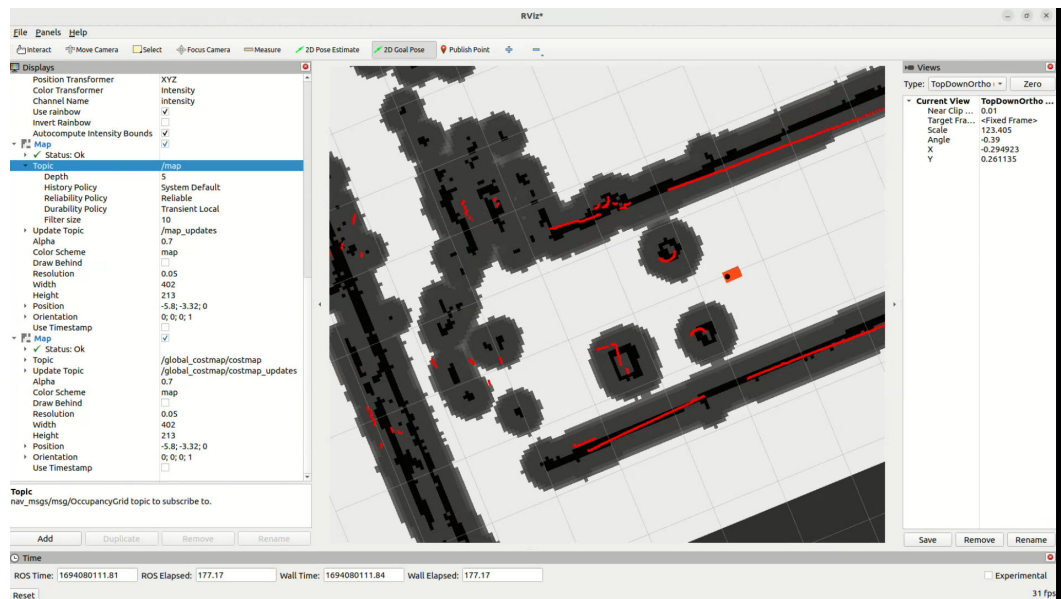 RViz*
File Panels Help
Interact Move Camera Select Focus Camera Measure 2D Pose Estimate 2D Goal Pose Publish Point
Displays
Position Transformer XYZ
Color Transformer Intensity
Channel Name intensity
Use rainbow ✓
Invert Rainbow
Autocompute Intensity Bounds ✓
Map ✓
✓ Status: Ok
Topic /map
Depth 5
History Policy System Default
Reliability Policy Reliable
Durability Policy Transient Local
Filter size 10
Update Topic /map_updates
Alpha 0.7
Color Scheme map
Draw Behind
Resolution 0.05
Width 402
Height 213
Position -5.8; -3.32; 0
Orientation 0; 0; 0; 1
Use Timestamp
Map ✓
✓ Status: Ok
Topic /global_costmap/costmap
Update Topic /global_costmap/costmap_updates
Alpha 0.7
Color Scheme map
Draw Behind
Resolution 0.05
Width 402
Height 213
Position -5.8; -3.32; 0
Orientation 0; 0; 0; 1
Use Timestamp
Topic
nav_msgs/msg/OccupancyGrid topic to subscribe to.
Add Duplicate Remove Rename
Views
Type: TopDownOrtho Zero
Current View TopDownOrtho ...
Near Clip ... 0.01
Target Fra... <Fixed Frame>
Scale 123.405
Angle -0.39
X -0.294923
Y 0.261135
Save Remove Rename
Time
ROS Time: 1694080111.81 ROS Elapsed: 177.17 Wall Time: 1694080111.84 Wall Elapsed: 177.17 Experimental
Reset 31 fps